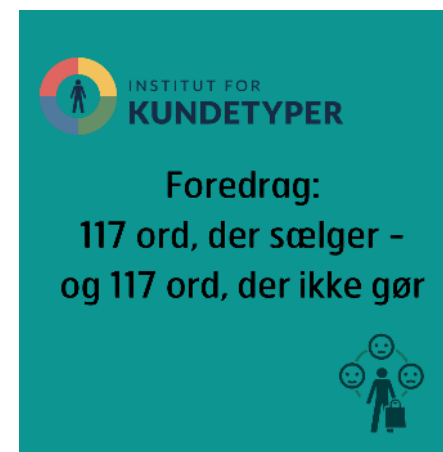 INSTITUT FOR
KUNDETYPER
Foredrag:
117 ord, der sælger -
og 117 ord, der ikke gør